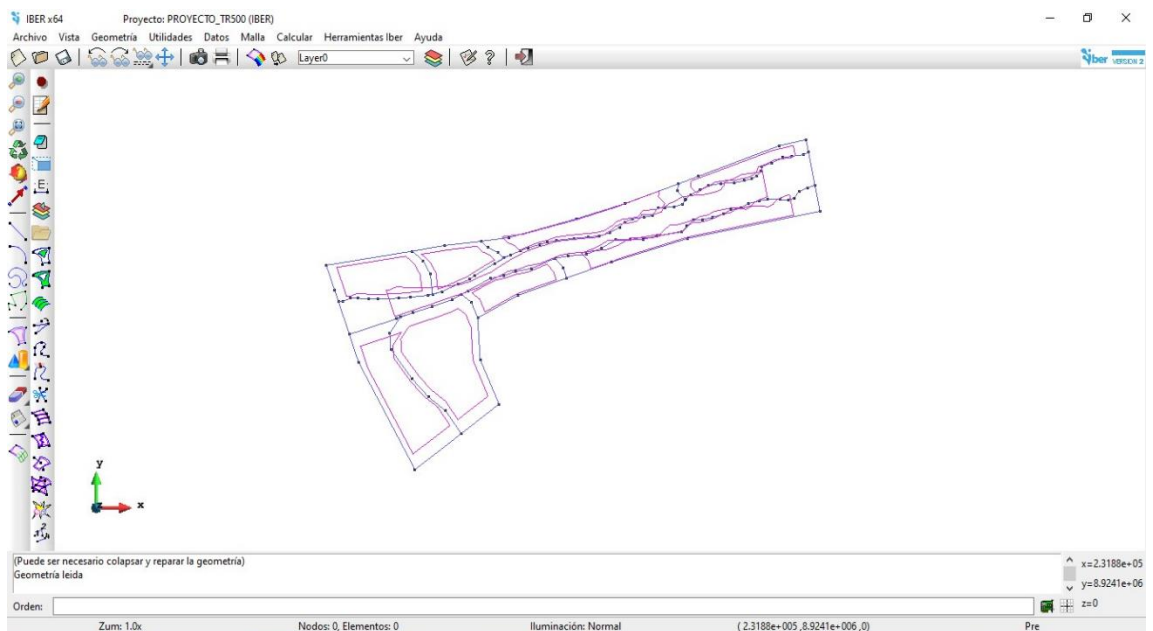 IBER x64 Proyecto: PROYECTO_TR500 (IBER)
Archivo Vista Geometría Utilidades Datos Malla Calcular Herramientas Iber Ayuda
Layer0
iber VERSION 2
E
y
x
(Puede ser necesario colapsar y reparar la geometría)
Geometría leida
x=2.3188e+05
y=8.9241e+06
z=0
Orden:
Zum: 1.0x Nodos: 0, Elementos: 0 Iluminación: Normal (2.3188e+005 ,8.9241e+006 ,0) Pre